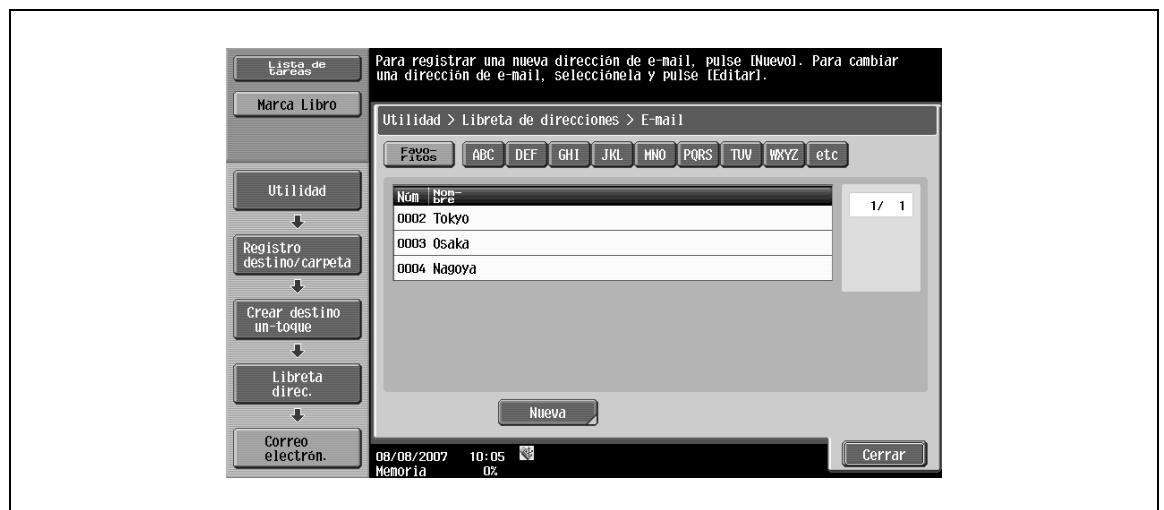 Lista de
tareas
Marca Libro
Utilidad
Registro
destino/carpeta
Crear destino
un-toque
Libreta
direc.
Correo
electrón.
Para registrar una nueva dirección de e-mail, pulse [Nuevo]. Para cambiar
una dirección de e-mail, selecciónela y pulse [Editar].
Utilidad > Libreta de direcciones > E-mail
Favo-
ritos
ABC DEF GHI JKL MNO PQRS TUV WXYZ etc
Núm Nom-
bre
1/ 1
0002 Tokyo
0003 Osaka
0004 Nagoya
Nueva
08/08/2007 10:05
Memoria 0%
Cerrar